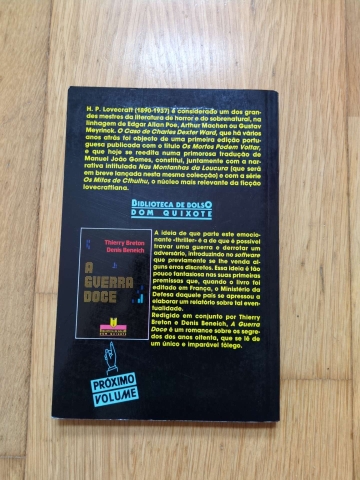 H. P. Lovecraft (1890-1937) é considerado um dos gran-
des mestres da literatura de horror e do sobrenatural, na
linhagem de Edgar Allan Poe, Arthur Machen ou Gustav
Meyrinck. O Caso de Charles Dexter Ward, que há vários
anos atrás foi objecto de uma primeira edição portu-
guesa publicada com o título Os Mortos Podem Voltar,
e que hoje se reedita numa primorosa tradução de
Manuel João Gomes, constitui, juntamente com a nar-
rativa intitulada Nas Montanhas da Loucura (que será
em breve lançada nesta mesma colecção) e com a série
Os Mitos de Cthulhu, o núcleo mais relevante da ficção
lovecraftiana.
BIBLIOTECA DE BOLSO
DOM QUIXOTE
Thierry Breton
Denis Beneich
A
GUERRA
DOCE
A ideia de que parte este emocio-
nante «thriller» é a de que é possível
travar uma guerra e derrotar um
adversário, introduzindo no software
que previamente se lhe venda al-
guns erros discretos. Essa ideia é tão
pouco fantasiosa nas suas primeiras
premissas que, quando o livro foi
editado em França, o Ministério da
Defesa daquele país se apressou a
elaborar um relatório sobre tal even-
tualidade.
Redigido em conjunto por Thierry
Breton e Denis Beneich, A Guerra
Doce é um romance sobre os segre-
dos dos anos oitenta, que se lê de
um único e imparável fôlego.
PRÓXIMO
VOLUME